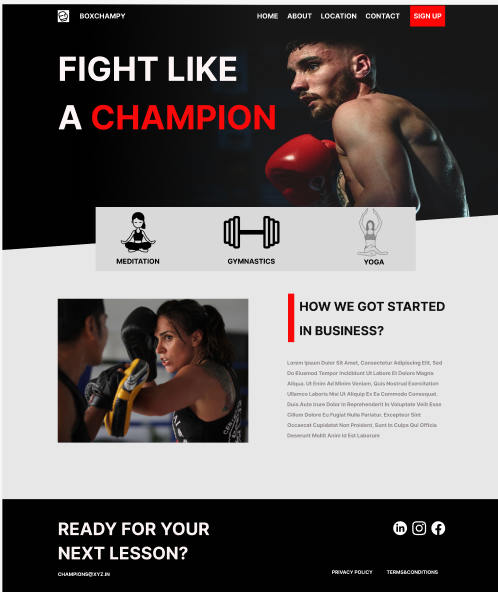 BOXCHAMPY
HOME ABOUT LOCATION CONTACT SIGN UP
FIGHT LIKE
A CHAMPION
MEDITATION GYMNASTICS YOGA
HOW WE GOT STARTED
IN BUSINESS?
Lorem Ipsum Dolor Sit Amet, Consectetur Adipiscing Elit, Sed
Do Eiusmod Tempor Incididunt Ut Labore Et Dolore Magna
Aliqua. Ut Enim Ad Minim Veniam, Quis Nostrud Exercitation
Ullamco Laboris Nisi Ut Aliquip Ex Ea Commodo Consequat.
Duis Aute Irure Dolor In Reprehenderit In Voluptate Velit Esse
Cillum Dolore Eu Fugiat Nulla Pariatur. Excepteur Sint
Occaecat Cupidatat Non Proident, Sunt In Culpa Qui Officia
Deserunt Mollit Anim Id Est Laborum
READY FOR YOUR
NEXT LESSON?
CHAMPIONS@XYZ.IN
PRIVACY POLICY TERMS&CONDITIONS